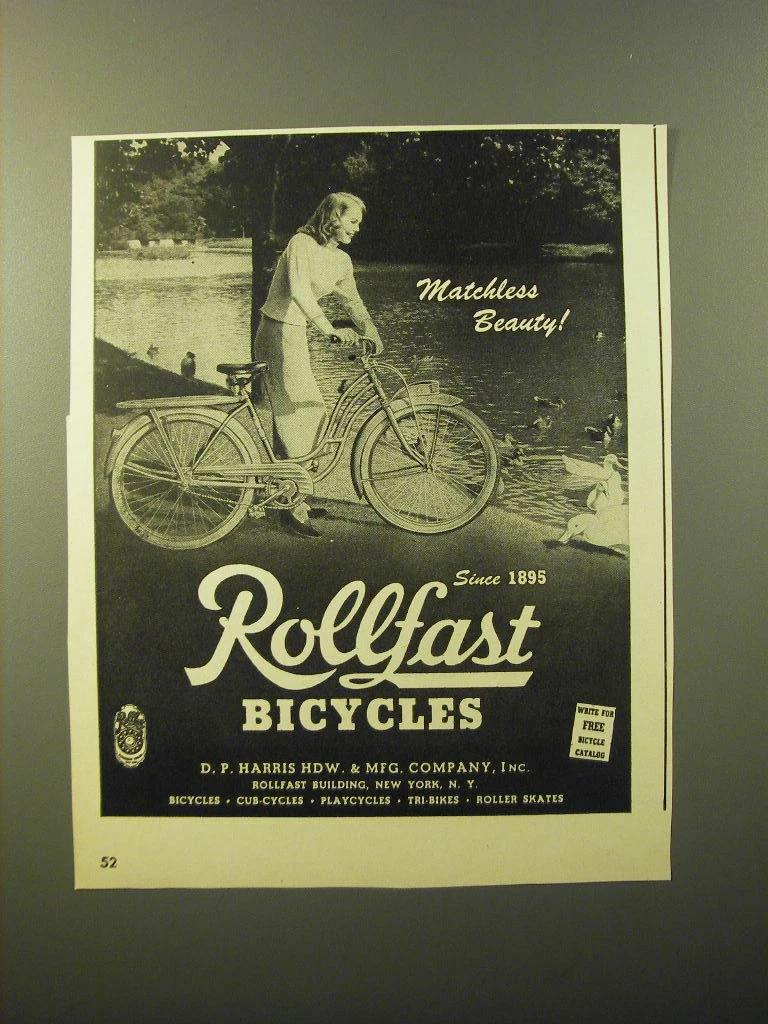 Matchless
Beauty!
Since 1895
Rollfast
BICYCLES
WRITE FOR
FREE
BICYCLE
CATALOG
D. P. HARRIS HDW. & MFG. COMPANY, INC.
ROLLFAST BUILDING, NEW YORK, N. Y.
BICYCLES • CUB-CYCLES • PLAYCYCLES • TRI-BIKES • ROLLER SKATES
52